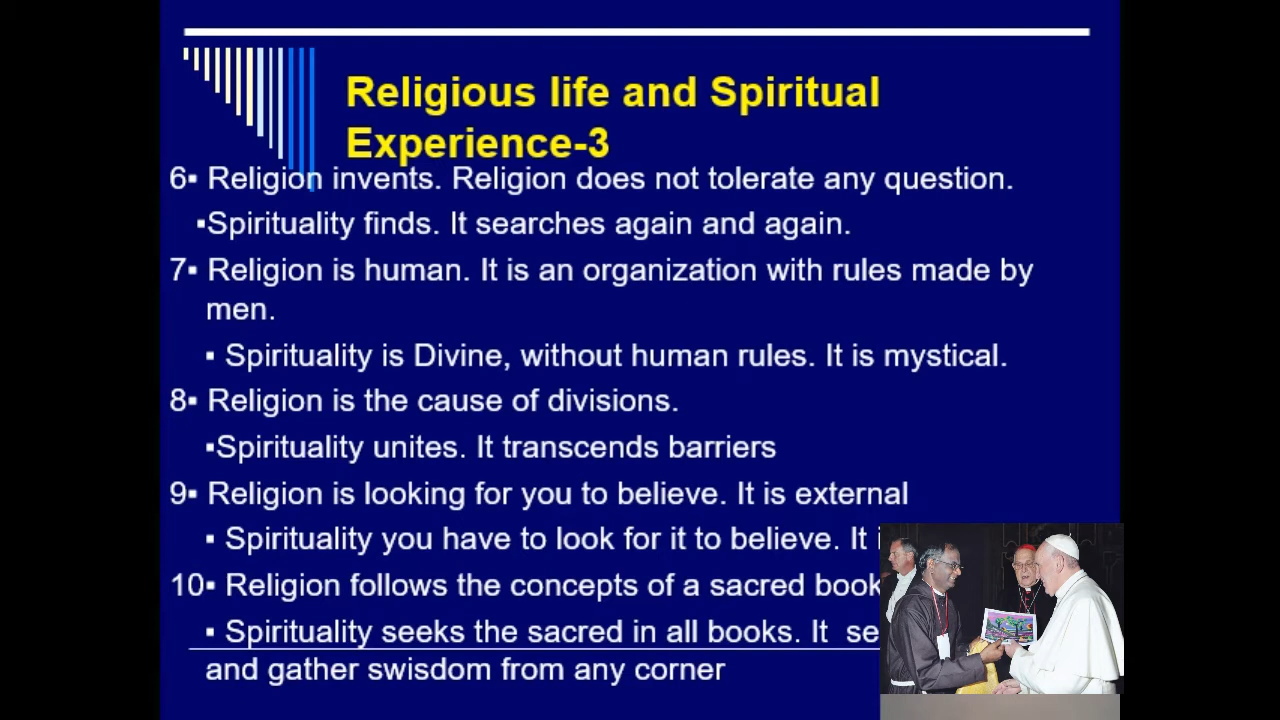 Religious life and Spiritual
Experience-3
6▪ Religion invents. Religion does not tolerate any question.
▪Spirituality finds. It searches again and again.
7▪ Religion is human. It is an organization with rules made by
men.
▪ Spirituality is Divine, without human rules. It is mystical.
8▪ Religion is the cause of divisions.
▪Spirituality unites. It transcends barriers
9▪ Religion is looking for you to believe. It is external
▪ Spirituality you have to look for it to believe. It
10▪ Religion follows the concepts of a sacred book
▪ Spirituality seeks the sacred in all books. It
and gather swisdom from any corner